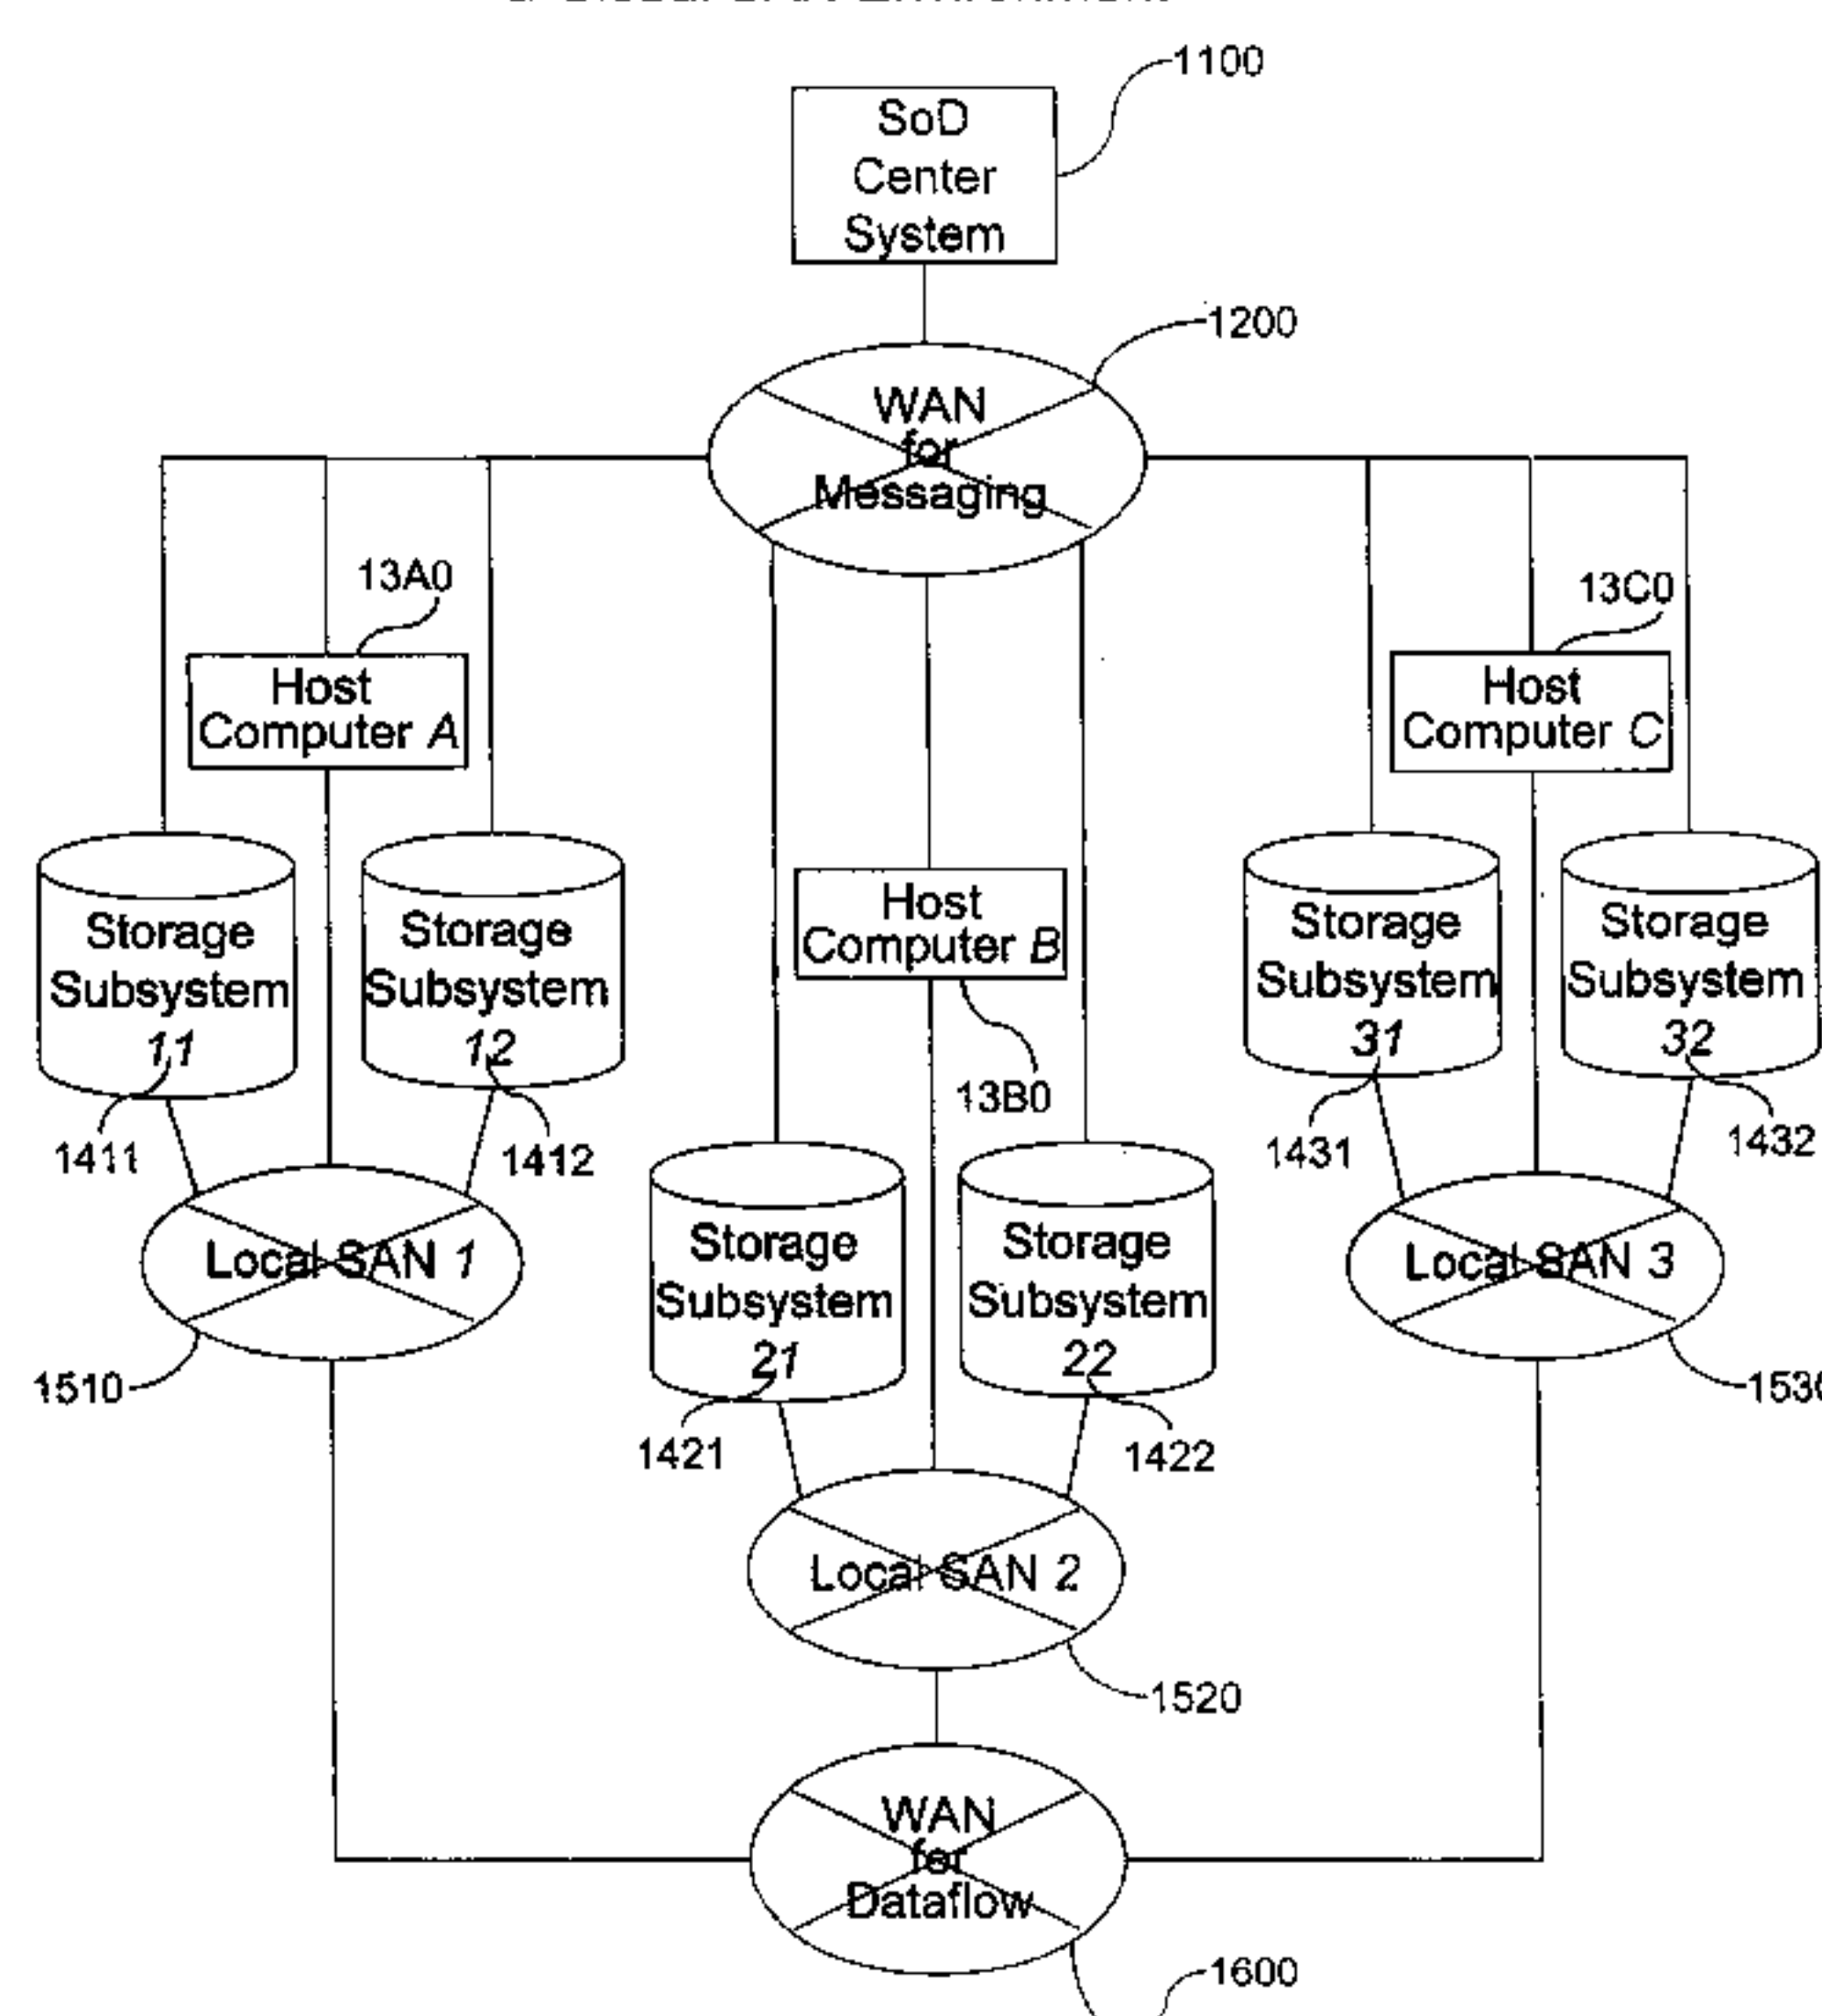 1100
SoD
Center
System
1200
WAN
for
Messaging
13A0
13C0
Host
Computer A
Host
Computer C
Host
Computer B
Storage
Subsystem
11
Storage
Subsystem
12
Storage
Subsystem
31
Storage
Subsystem
32
13B0
1411
1412
1431
1432
Local SAN 1
Storage
Subsystem
21
Storage
Subsystem
22
Local SAN 3
1510
1421
1422
Local SAN 2
1520
WAN
for
Dataflow
1600